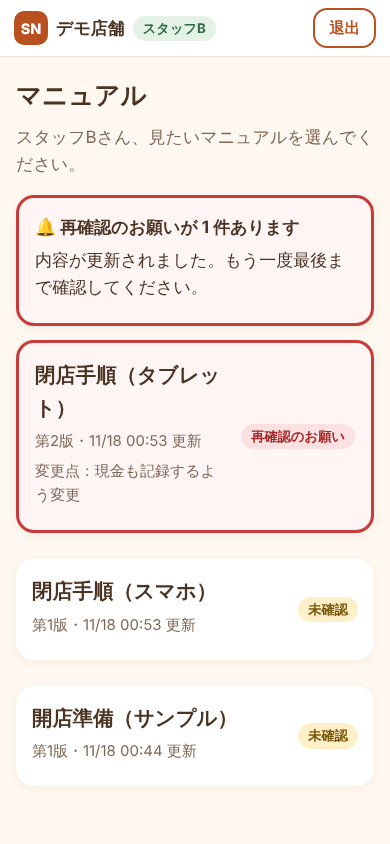 SN デモ店舗 スタッフB 退出
マニュアル
スタッフBさん、見たいマニュアルを選んでく
ださい。
🔔 再確認のお願いが 1 件あります
内容が更新されました。もう一度最後ま
で確認してください。
閉店手順（タブレッ
ト）
第2版・11/18 00:53 更新
変更点：現金も記録するよ
う変更
再確認のお願い
閉店手順（スマホ）
第1版・11/18 00:53 更新
未確認
開店準備（サンプル）
第1版・11/18 00:44 更新
未確認